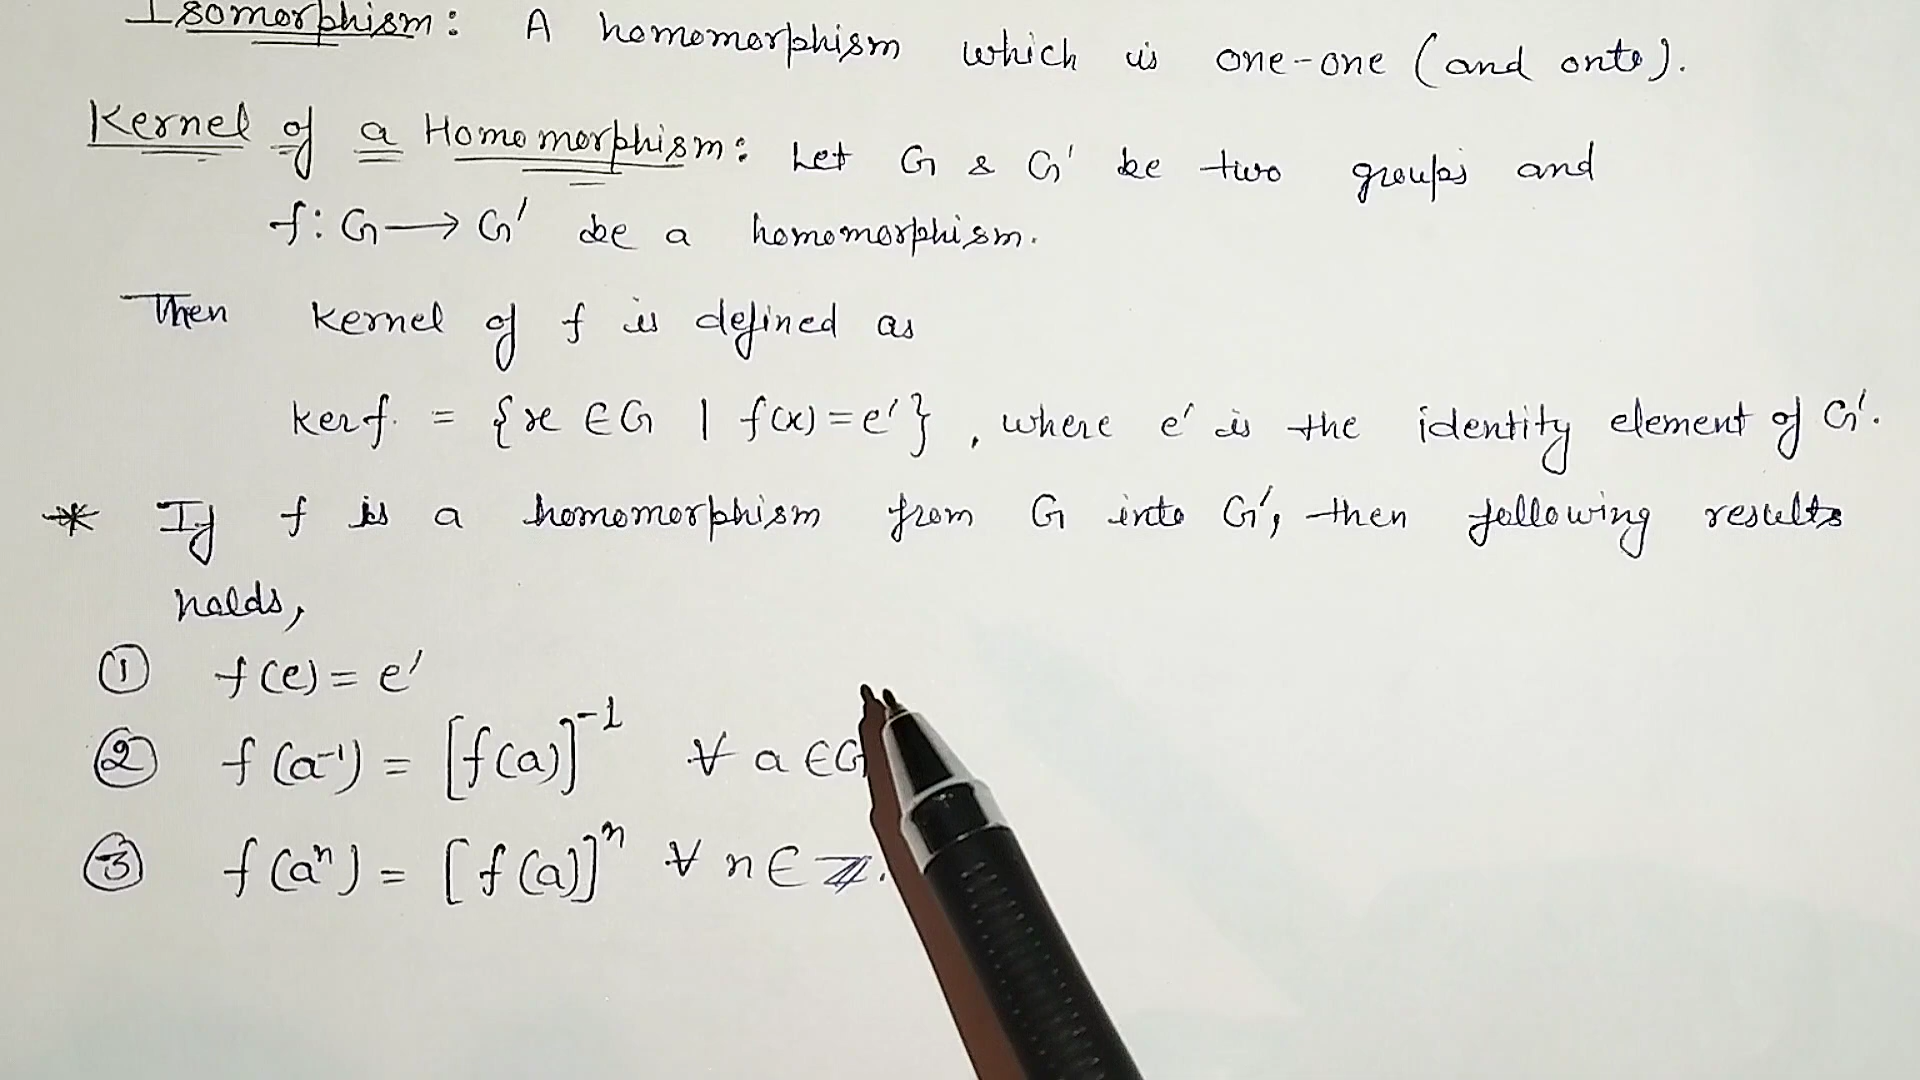 Isomorphism: A homomorphism which is one-one (and onto).
Kernel of a Homomorphism: Let G & G' be two groups and
f: G → G' be a homomorphism.
Then kernel of f is defined as
kerf = {x ∈ G | f(x) = e'}, where e' is the identity element of G'.
* If f is a homomorphism from G into G', then following results
holds,
① f(e) = e'
② f(a⁻¹) = [f(a)]⁻¹ ∀ a ∈ G
③ f(aⁿ) = [f(a)]ⁿ ∀ n ∈ ℤ.